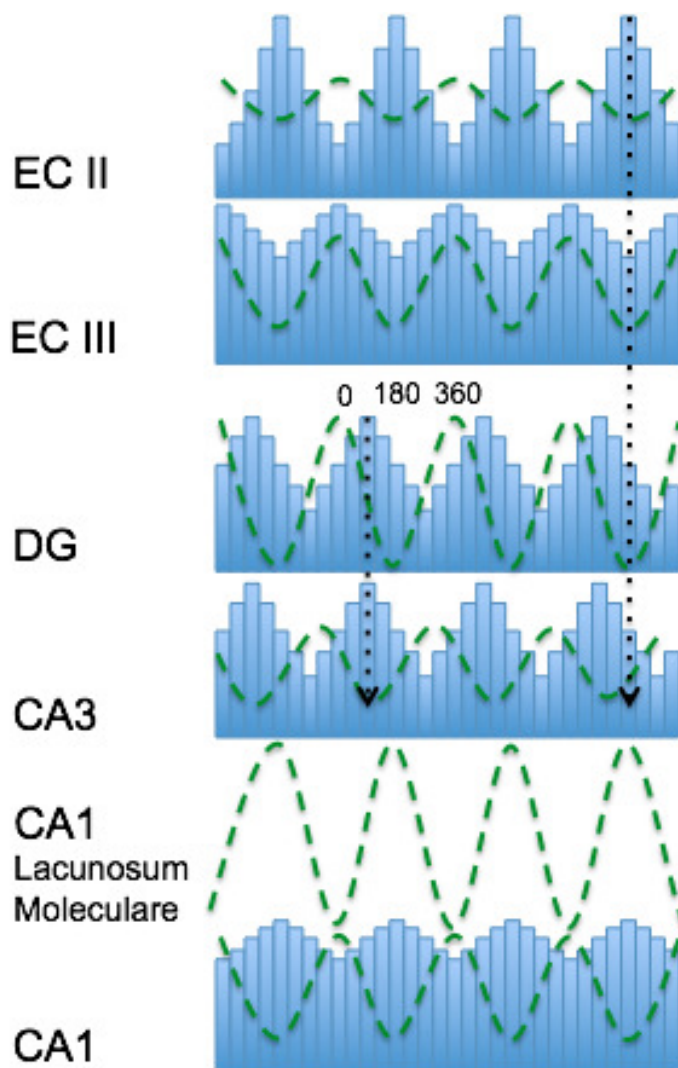 EC II
EC III
0 180 360
DG
CA3
CA1
Lacunosum
Moleculare
CA1